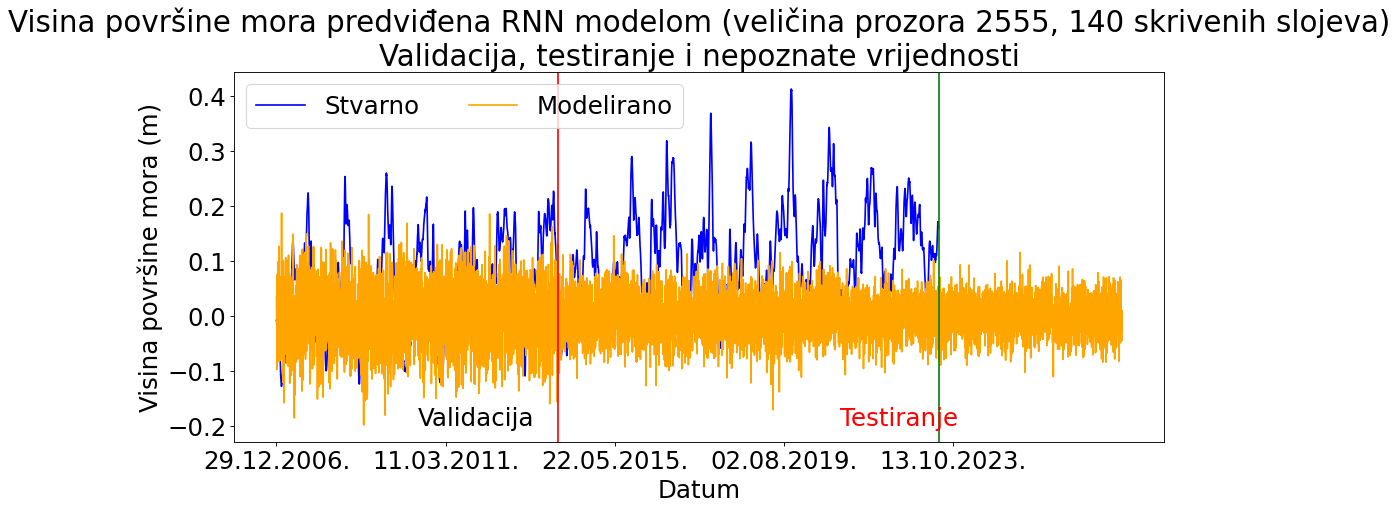 Visina površine mora predviđena RNN modelom (veličina prozora 2555, 140 skrivenih slojeva)
Validacija, testiranje i nepoznate vrijednosti
Stvarno
Modelirano
Visina površine mora (m)
0.4
0.3
0.2
0.1
0.0
−0.1
−0.2
Validacija
Testiranje
29.12.2006.
11.03.2011.
22.05.2015.
02.08.2019.
13.10.2023.
Datum